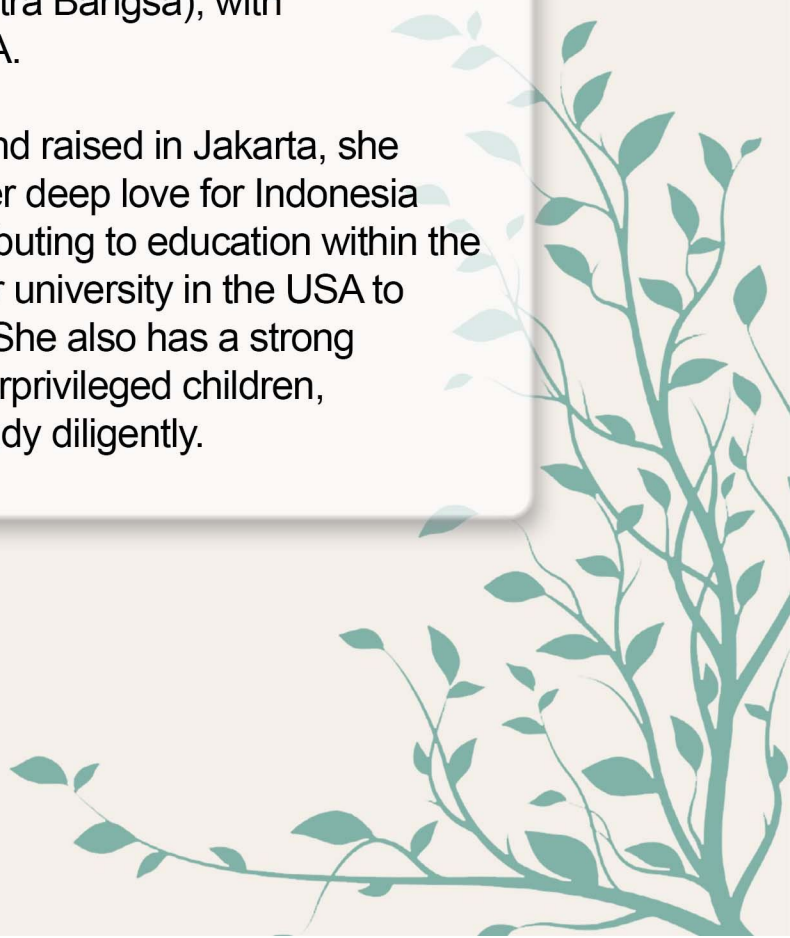 tra Bangsa), with
A.
nd raised in Jakarta, she
er deep love for Indonesia
buting to education within the
r university in the USA to
She also has a strong
rprivileged children,
dy diligently.